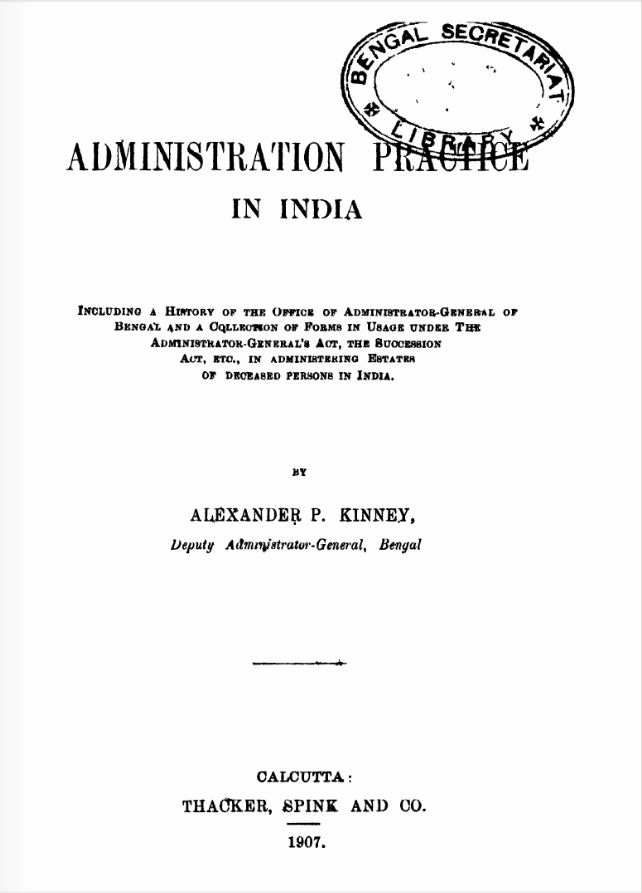 BENGAL SECRETARIAT
LIBRARY
ADMINISTRATION PRACTICE
IN INDIA
INCLUDING A HISTORY OF THE OFFICE OF ADMINISTRATOR-GENERAL OF
BENGAL AND A COLLECTION OF FORMS IN USAGE UNDER THE
ADMINISTRATOR-GENERAL'S ACT, THE SUCCESSION
ACT, ETC., IN ADMINISTERING ESTATES
OF DECEASED PERSONS IN INDIA.
BY
ALEXANDER P. KINNEY,
Deputy Administrator-General, Bengal
CALCUTTA:
THACKER, SPINK AND CO.
1907.